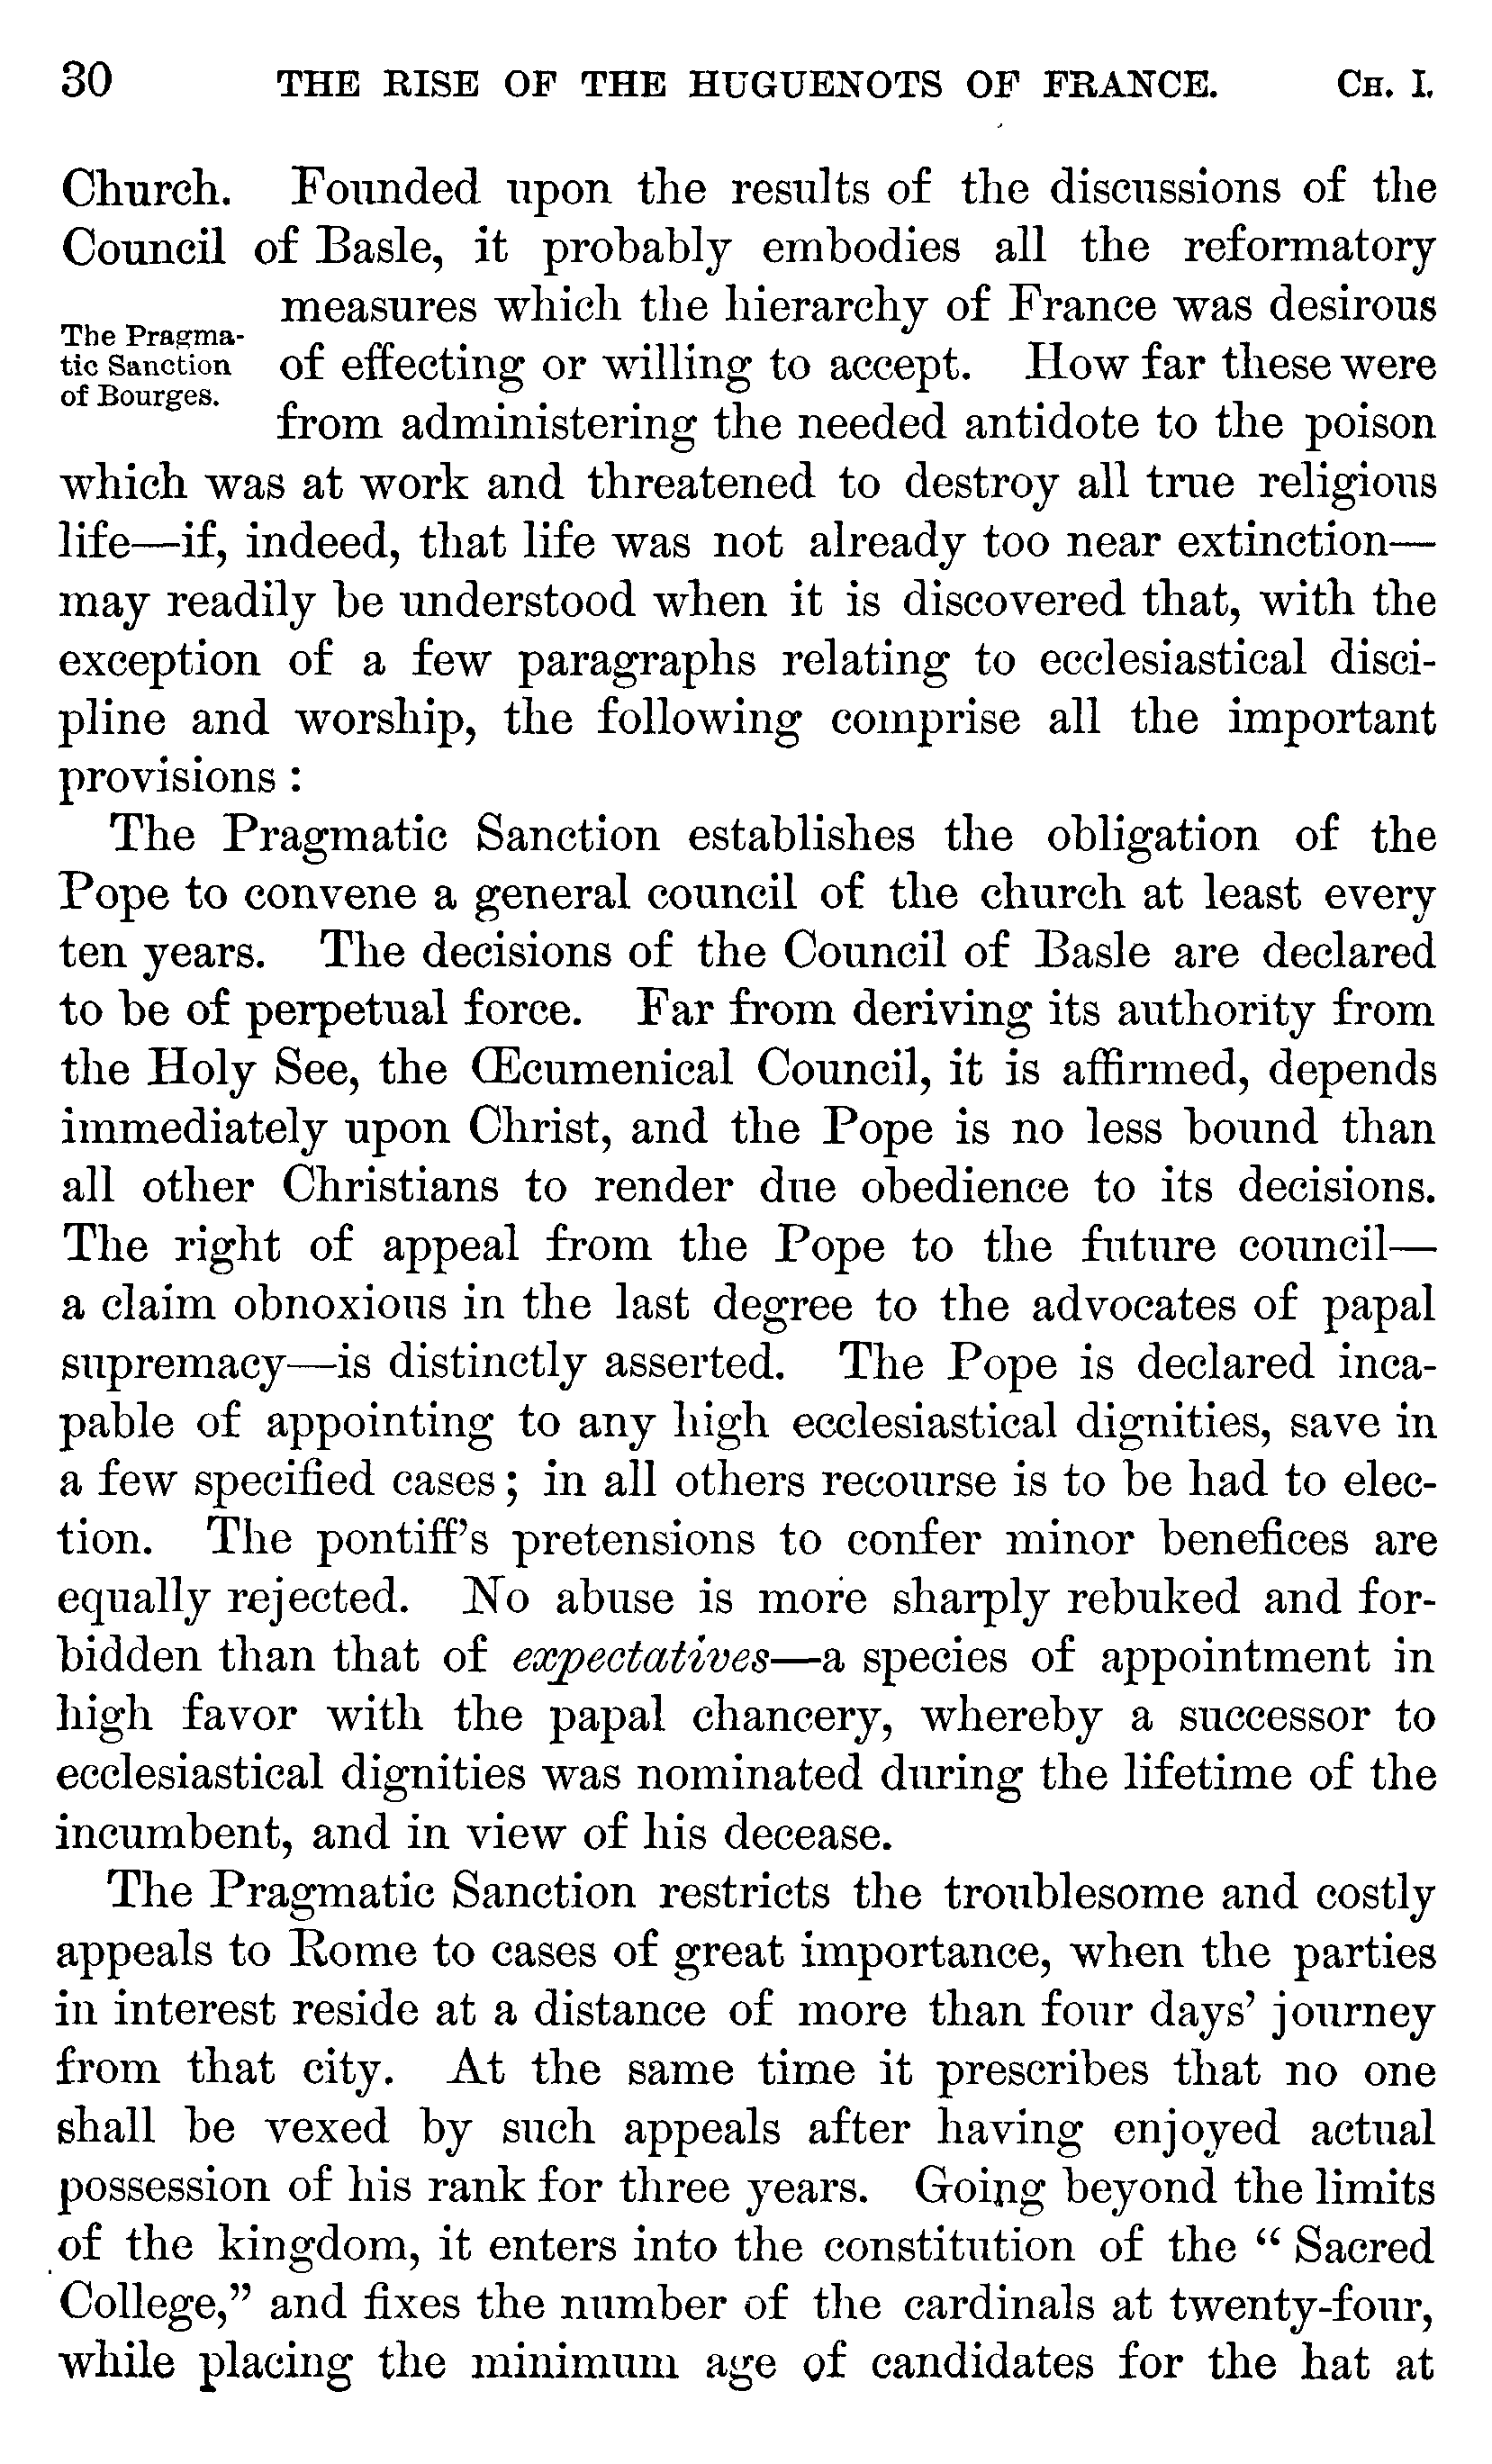 30 THE RISE OF THE HUGUENOTS OF FRANCE. CH. I.
Church. Founded upon the results of the discussions of the
Council of Basle, it probably embodies all the reformatory
measures which the hierarchy of France was desirous
The Pragma-
tic Sanction
of Bourges.
of effecting or willing to accept. How far these were
from administering the needed antidote to the poison
which was at work and threatened to destroy all true religious
life—if, indeed, that life was not already too near extinction—
may readily be understood when it is discovered that, with the
exception of a few paragraphs relating to ecclesiastical disci-
pline and worship, the following comprise all the important
provisions :
The Pragmatic Sanction establishes the obligation of the
Pope to convene a general council of the church at least every
ten years. The decisions of the Council of Basle are declared
to be of perpetual force. Far from deriving its authority from
the Holy See, the Œcumenical Council, it is affirmed, depends
immediately upon Christ, and the Pope is no less bound than
all other Christians to render due obedience to its decisions.
The right of appeal from the Pope to the future council—
a claim obnoxious in the last degree to the advocates of papal
supremacy—is distinctly asserted. The Pope is declared inca-
pable of appointing to any high ecclesiastical dignities, save in
a few specified cases ; in all others recourse is to be had to elec-
tion. The pontiff's pretensions to confer minor benefices are
equally rejected. No abuse is more sharply rebuked and for-
bidden than that of expectatives—a species of appointment in
high favor with the papal chancery, whereby a successor to
ecclesiastical dignities was nominated during the lifetime of the
incumbent, and in view of his decease.
The Pragmatic Sanction restricts the troublesome and costly
appeals to Rome to cases of great importance, when the parties
in interest reside at a distance of more than four days' journey
from that city. At the same time it prescribes that no one
shall be vexed by such appeals after having enjoyed actual
possession of his rank for three years. Going beyond the limits
of the kingdom, it enters into the constitution of the “ Sacred
College,” and fixes the number of the cardinals at twenty-four,
while placing the minimum age of candidates for the hat at